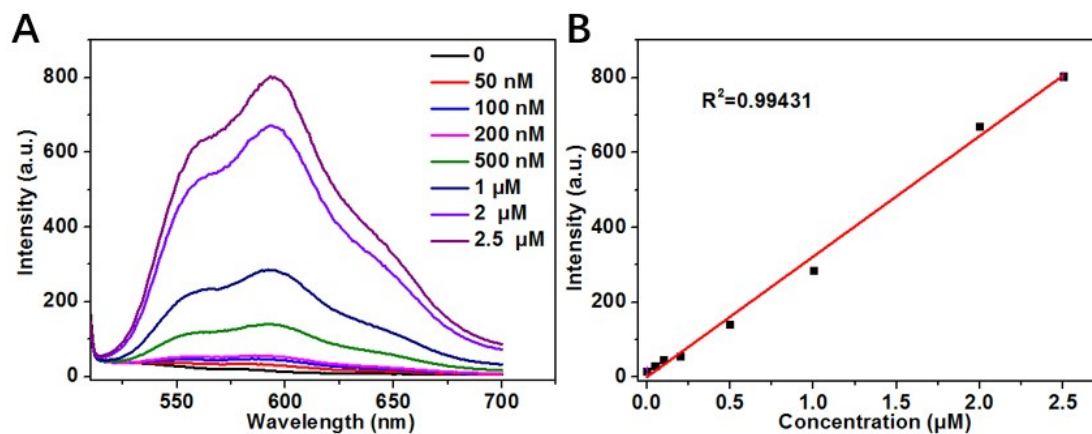 A
0
50 nM
100 nM
200 nM
500 nM
1 μM
2 μM
2.5 μM
800
600
400
200
0
Intensity (a.u.)
550 600 650 700
Wavelength (nm)
B
R²=0.99431
800
600
400
200
0
Intensity (a.u.)
0.0 0.5 1.0 1.5 2.0 2.5
Concentration (μM)